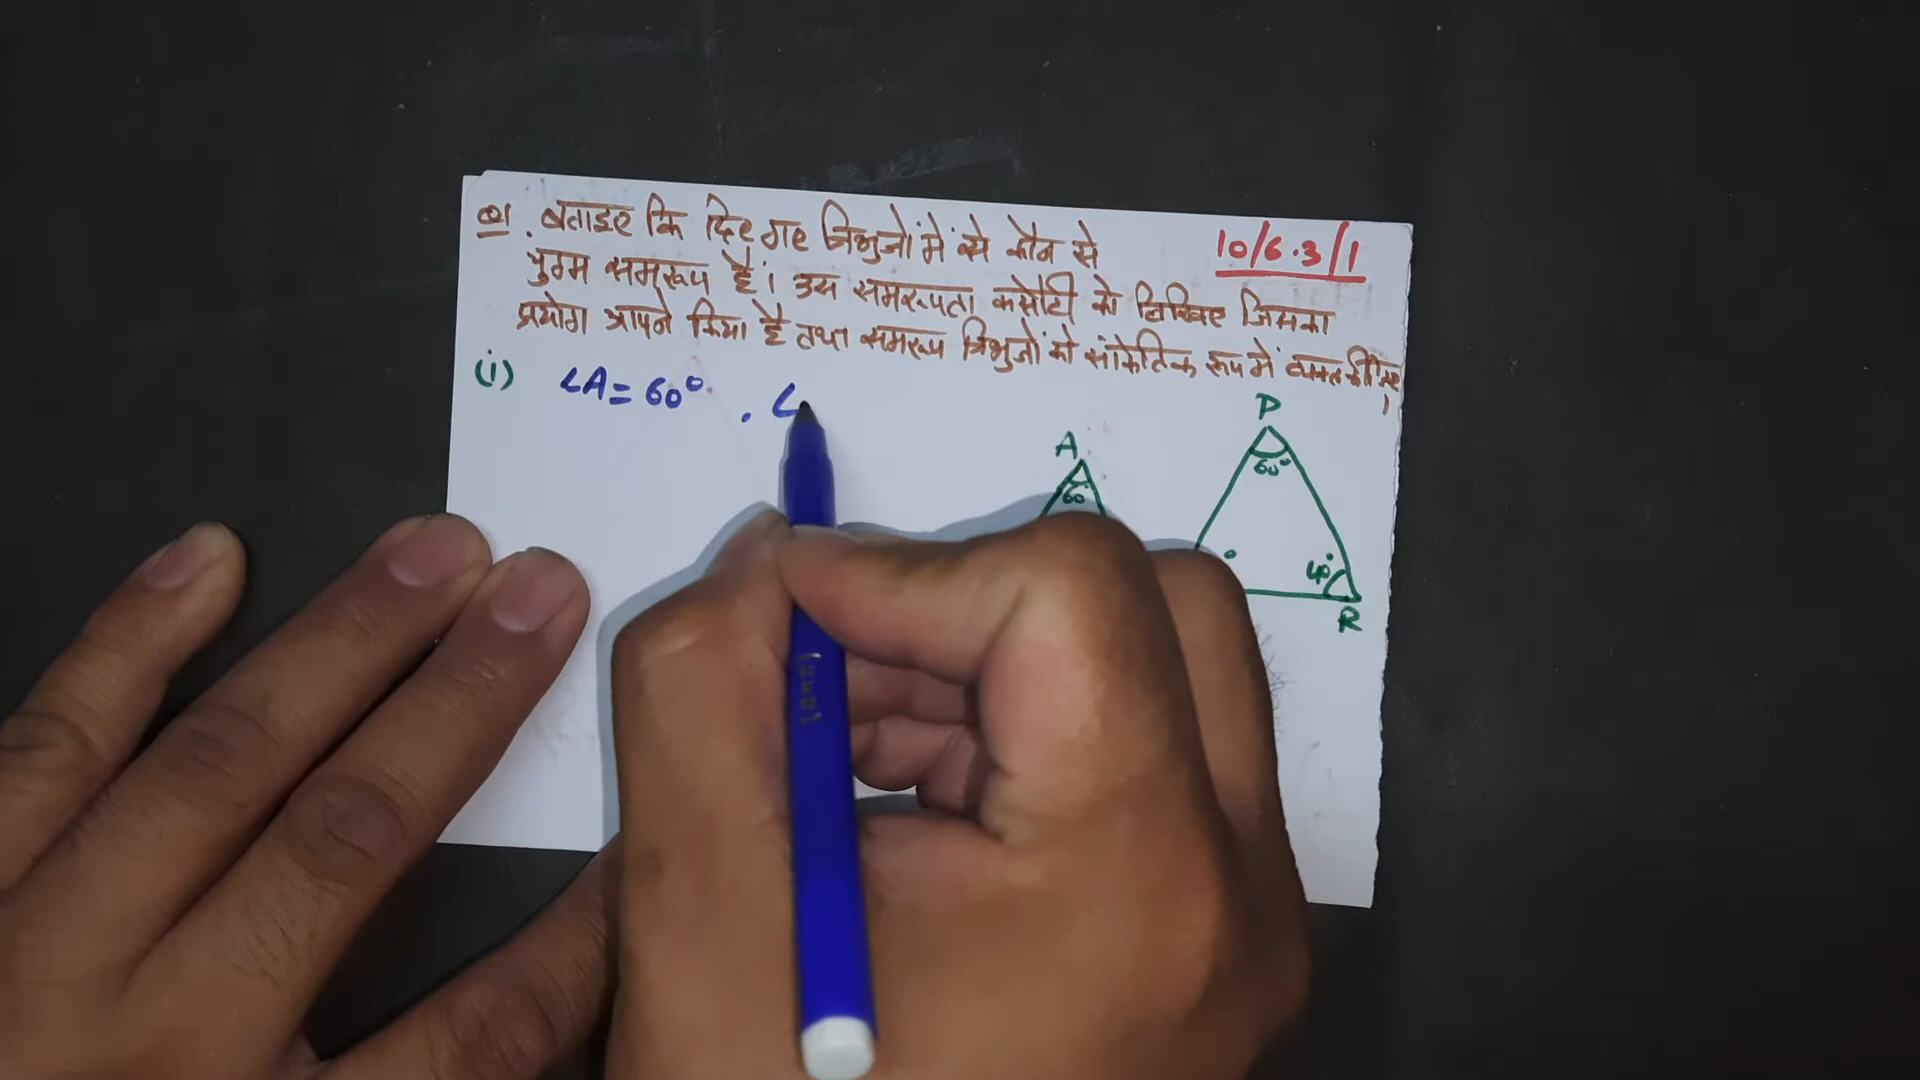 Q1. बताइए कि दिए गए त्रिभुजों में से कौन से
10/6.3/1
युग्म समरूप हैं। उस समरूपता कसौटी को लिखिए जिसका
प्रयोग आपने किया है तथा समरूप त्रिभुजों को सांकेतिक रूप में व्यक्त कीजिए।
(i) ∠A = 60°. ∠
P
A
60°
60
40°
R